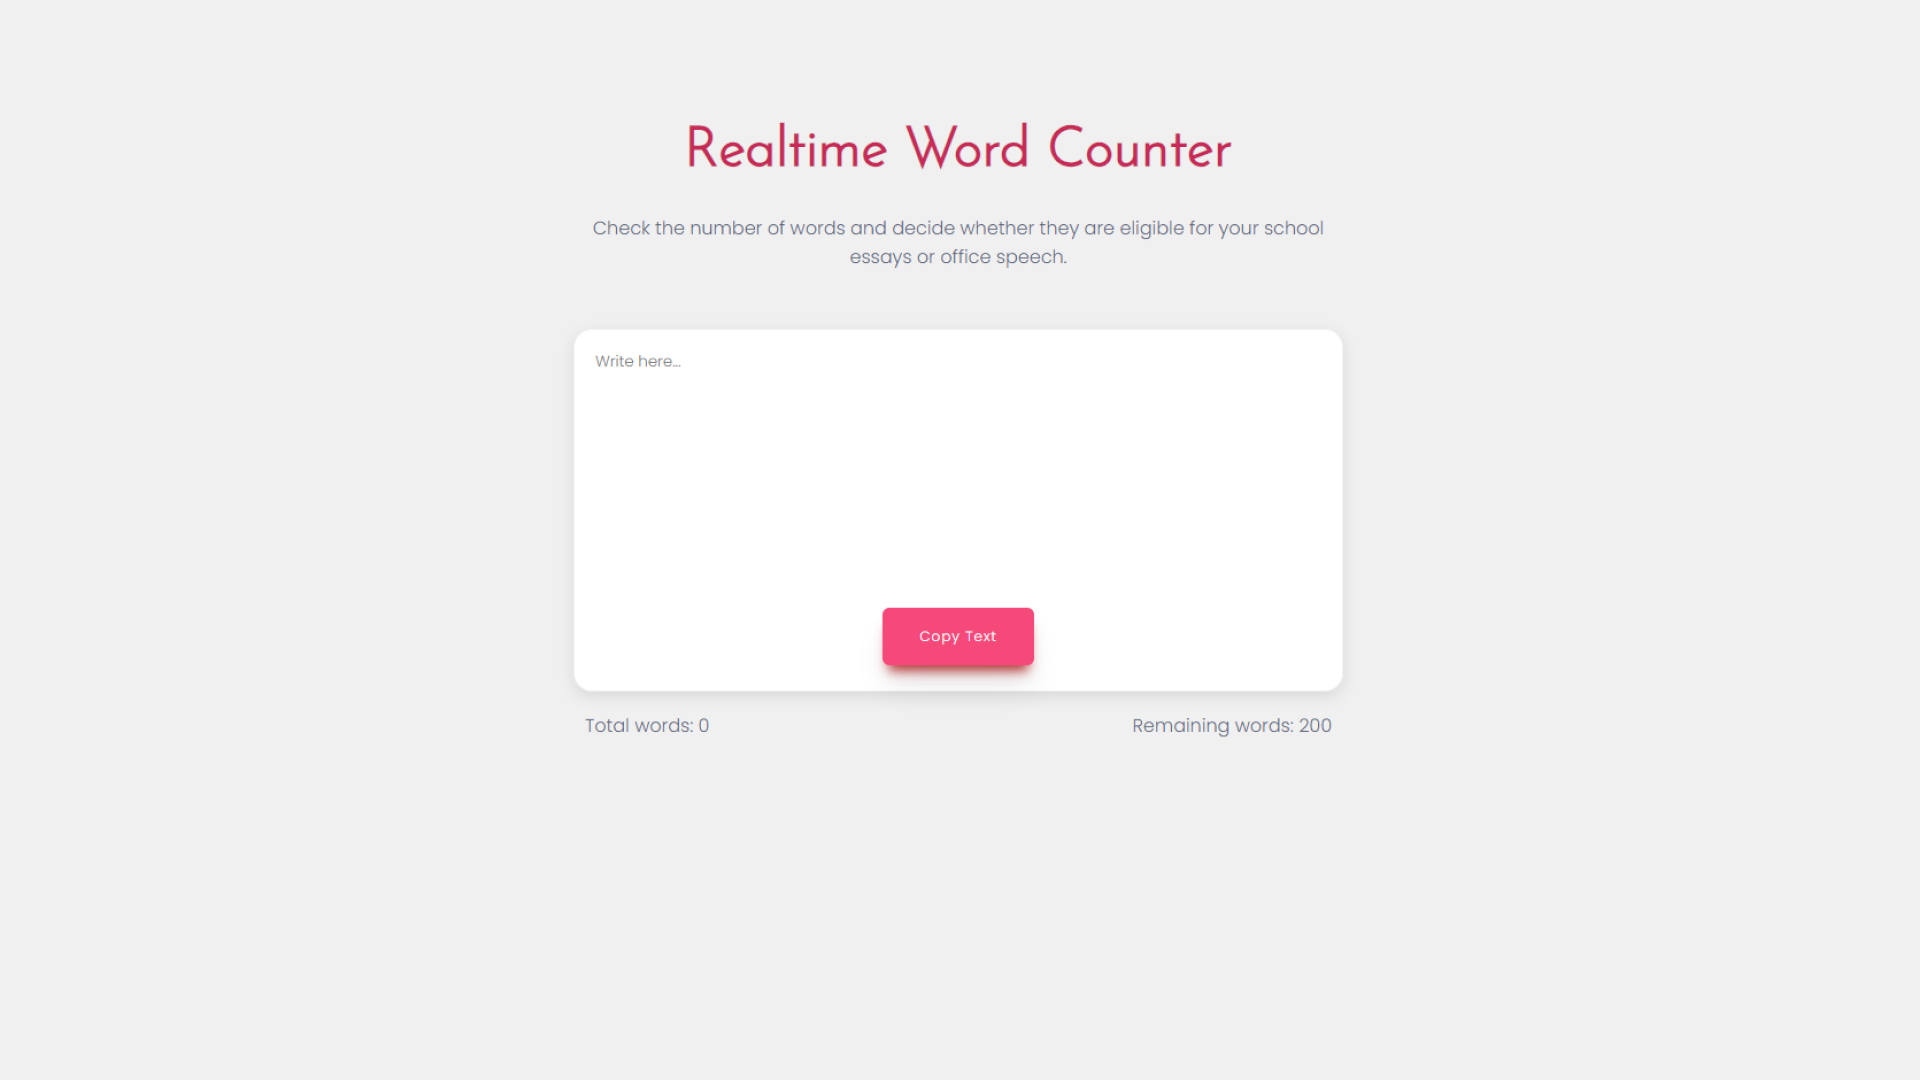 Realtime Word Counter
Check the number of words and decide whether they are eligible for your school
essays or office speech.
Write here...
Copy Text
Total words: 0
Remaining words: 200